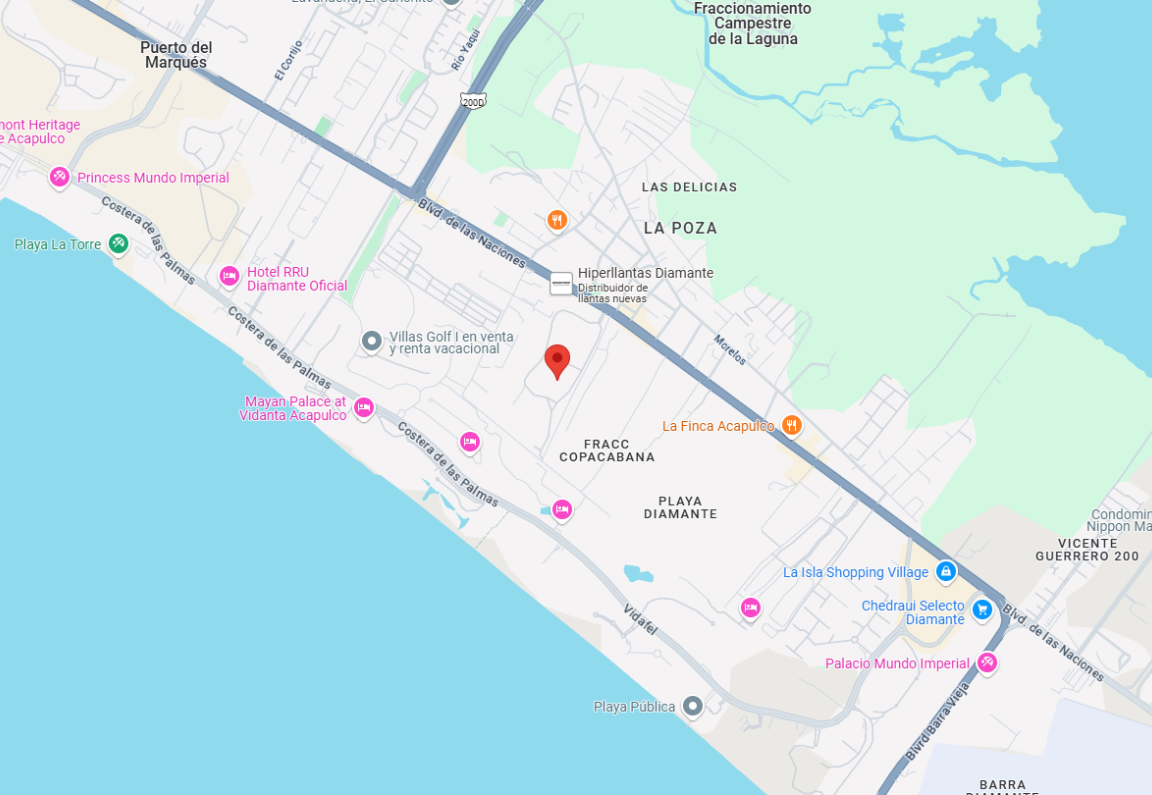 Fraccionamiento
Campestre
de la Laguna
Puerto del
Marqués
El Cortijo
Río Yaqui
200D
mont Heritage
e Acapulco
Princess Mundo Imperial
LAS DELICIAS
Costera de las Palmas
Blvd. de las Naciones
LA POZA
Playa La Torre
Hotel RRU
Diamante Oficial
Hiperllantas Diamante
Distribuidor de
llantas nuevas
Costera de las Palmas
Villas Golf I en venta
y renta vacacional
Morelos
Mayan Palace at
Vidanta Acapulco
La Finca Acapulco
Costera de las Palmas
FRACC
COPACABANA
PLAYA
DIAMANTE
Condomin
Nippon Ma
VICENTE
GUERRERO 200
La Isla Shopping Village
Chedraui Selecto
Diamante
Vidafel
Blvd. de las Naciones
Palacio Mundo Imperial
Playa Pública
Blvrd Barra Vieja
BARRA
DIAMANTE